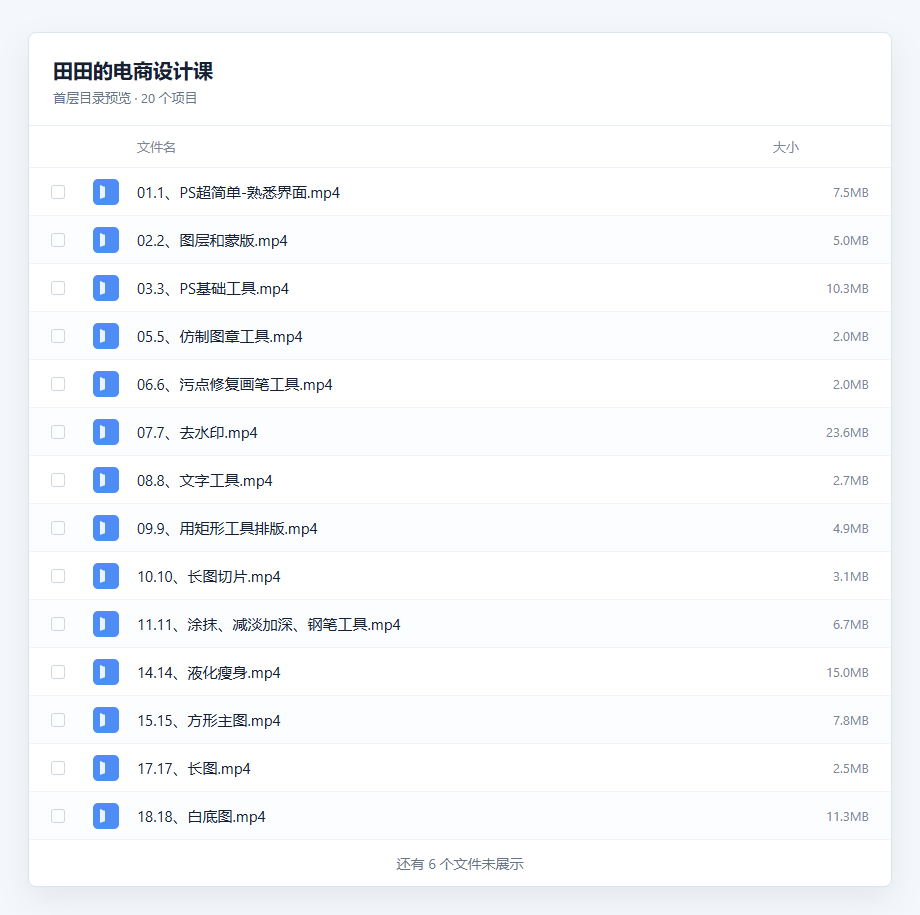 田田的电商设计课
首层目录预览 · 20 个项目
文件名 大小
01.1、PS超简单-熟悉界面.mp4 7.5MB
02.2、图层和蒙版.mp4 5.0MB
03.3、PS基础工具.mp4 10.3MB
05.5、仿制图章工具.mp4 2.0MB
06.6、污点修复画笔工具.mp4 2.0MB
07.7、去水印.mp4 23.6MB
08.8、文字工具.mp4 2.7MB
09.9、用矩形工具排版.mp4 4.9MB
10.10、长图切片.mp4 3.1MB
11.11、涂抹、减淡加深、钢笔工具.mp4 6.7MB
14.14、液化瘦身.mp4 15.0MB
15.15、方形主图.mp4 7.8MB
17.17、长图.mp4 2.5MB
18.18、白底图.mp4 11.3MB
还有 6 个文件未展示